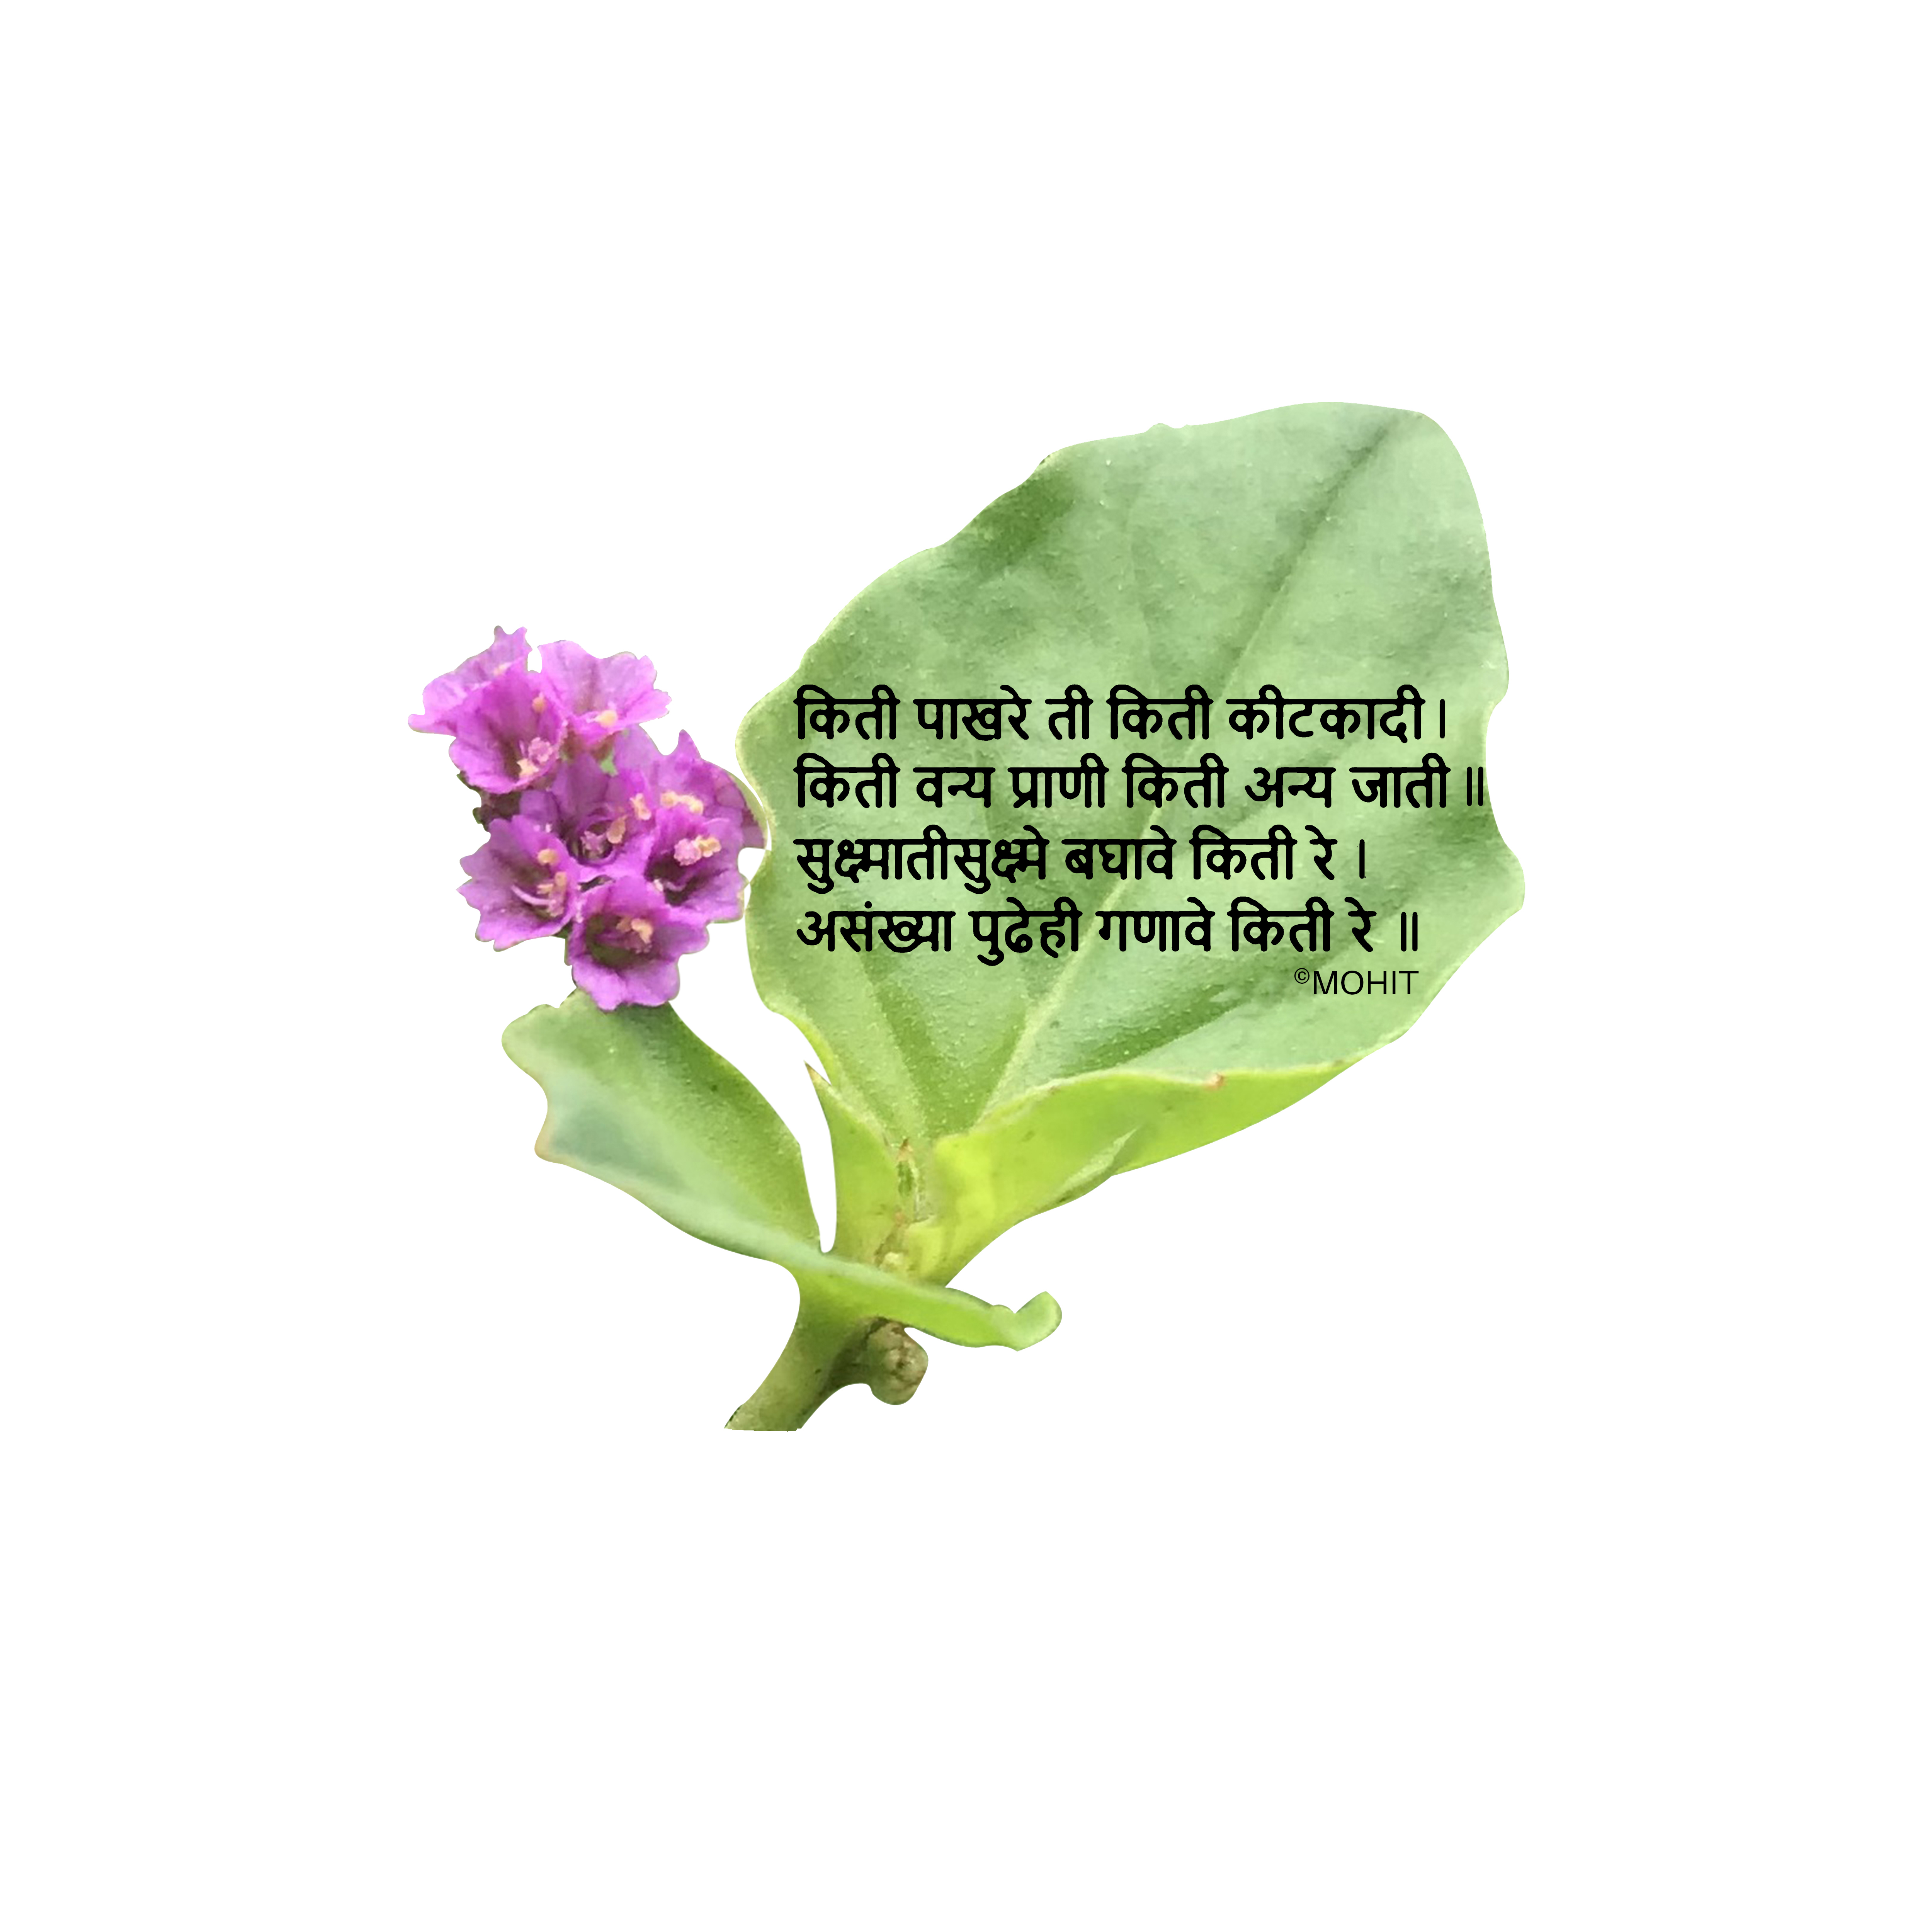 किती पाखरे ती किती कीटकादी।
किती वन्य प्राणी किती अन्य जाती॥
सुक्ष्मातीसुक्ष्मे बघावे किती रे ।
असंख्या पुढेही गणावे किती रे ॥
©MOHIT